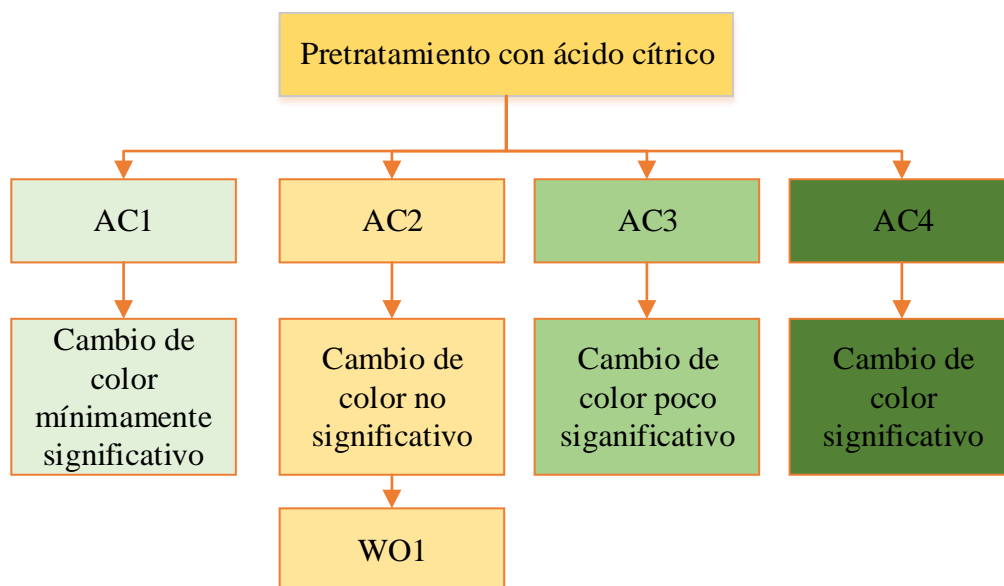 Pretratamiento con ácido cítrico
AC1
AC2
AC3
AC4
Cambio de
color
mínimamente
significativo
Cambio de
color no
significativo
Cambio de
color poco
siganificativo
Cambio de
color
significativo
WO1